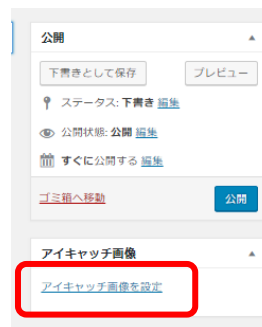 公開
下書きとして保存 プレビュー
ステータス: 下書き 編集
公開状態: 公開 編集
すぐに公開する 編集
ゴミ箱へ移動 公開
アイキャッチ画像
アイキャッチ画像を設定